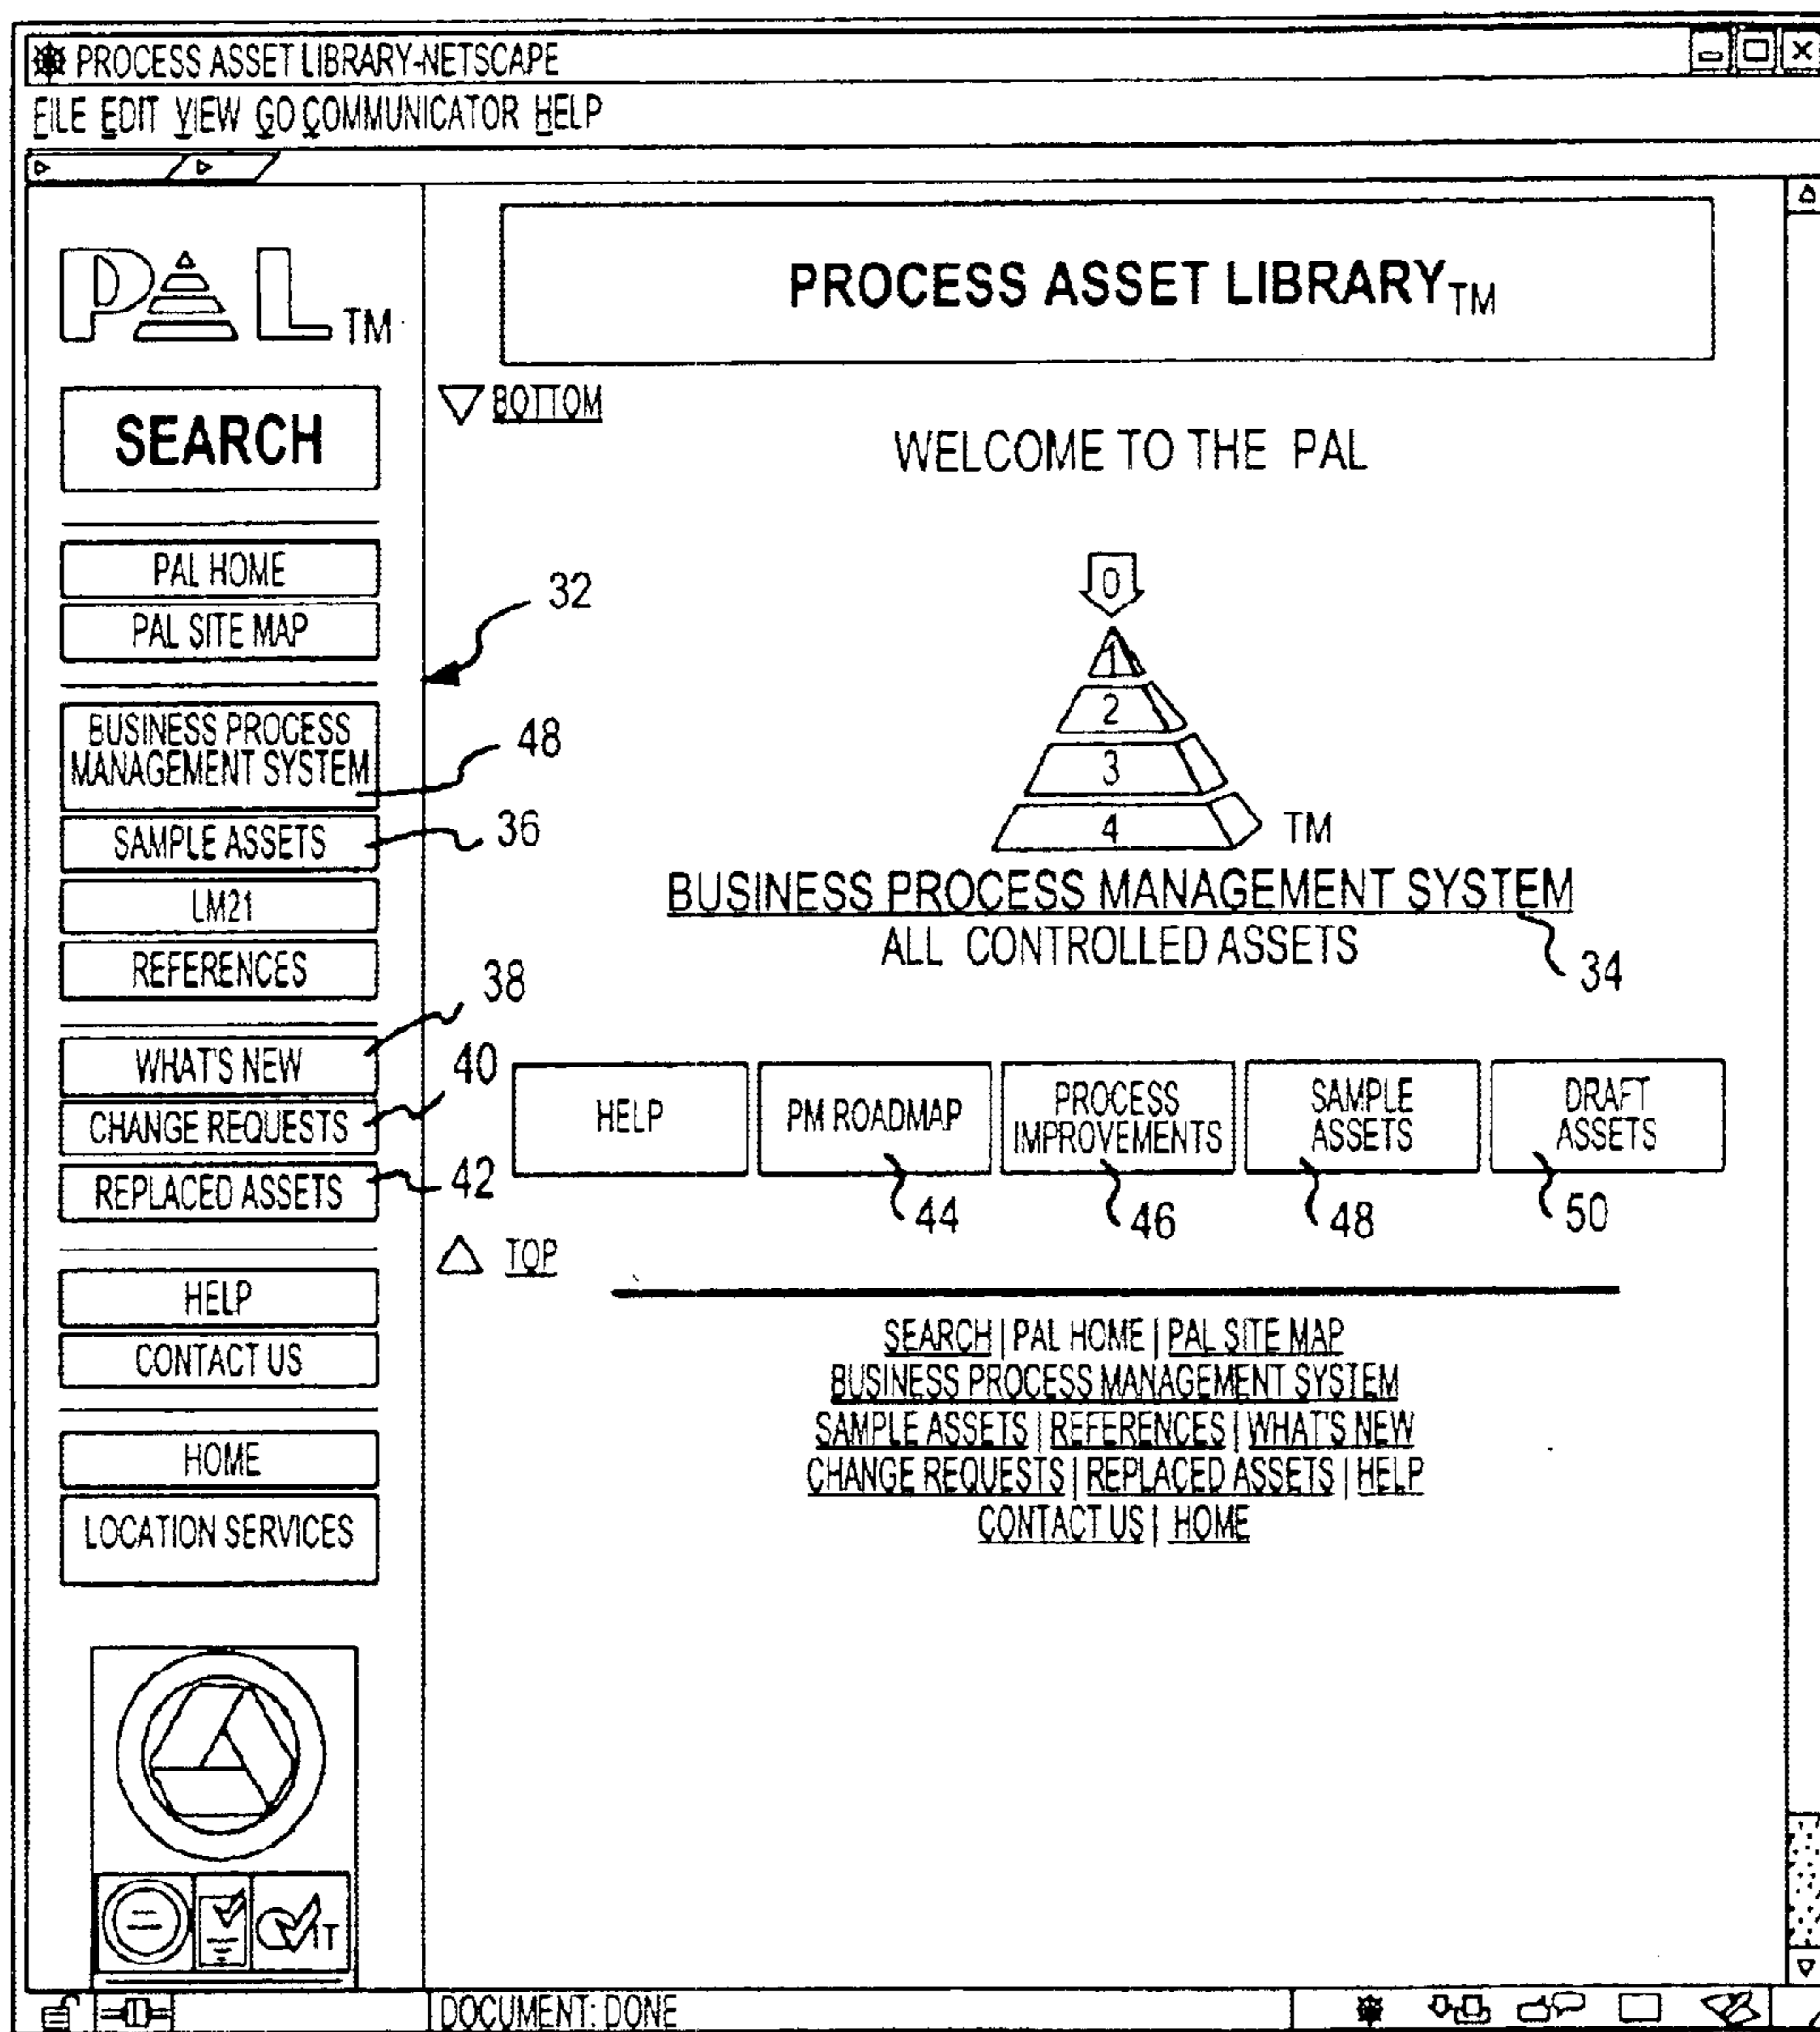 PROCESS ASSET LIBRARY-NETSCAPE
FILE EDIT VIEW GO COMMUNICATOR HELP
PAL TM
SEARCH
PAL HOME
PAL SITE MAP
32
BUSINESS PROCESS
MANAGEMENT SYSTEM
48
SAMPLE ASSETS
36
LM21
REFERENCES
38
WHAT'S NEW
40
CHANGE REQUESTS
REPLACED ASSETS
42
HELP
CONTACT US
HOME
LOCATION SERVICES
IT
PROCESS ASSET LIBRARY TM
BOTTOM
WELCOME TO THE PAL
0
1
2
3
4 TM
BUSINESS PROCESS MANAGEMENT SYSTEM
34
ALL CONTROLLED ASSETS
HELP
PM ROADMAP
44
PROCESS
IMPROVEMENTS
46
SAMPLE
ASSETS
48
DRAFT
ASSETS
50
TOP
SEARCH | PAL HOME | PAL SITE MAP
BUSINESS PROCESS MANAGEMENT SYSTEM
SAMPLE ASSETS | REFERENCES | WHAT'S NEW
CHANGE REQUESTS | REPLACED ASSETS | HELP
CONTACT US | HOME
DOCUMENT: DONE